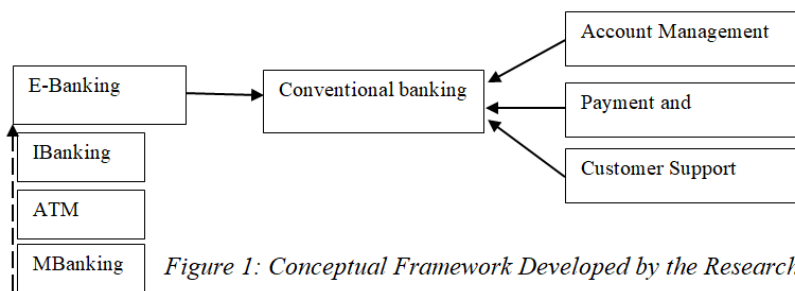 Account Management
E-Banking
Conventional banking
Payment and
IBanking
Customer Support
ATM
MBanking
Figure 1: Conceptual Framework Developed by the Research